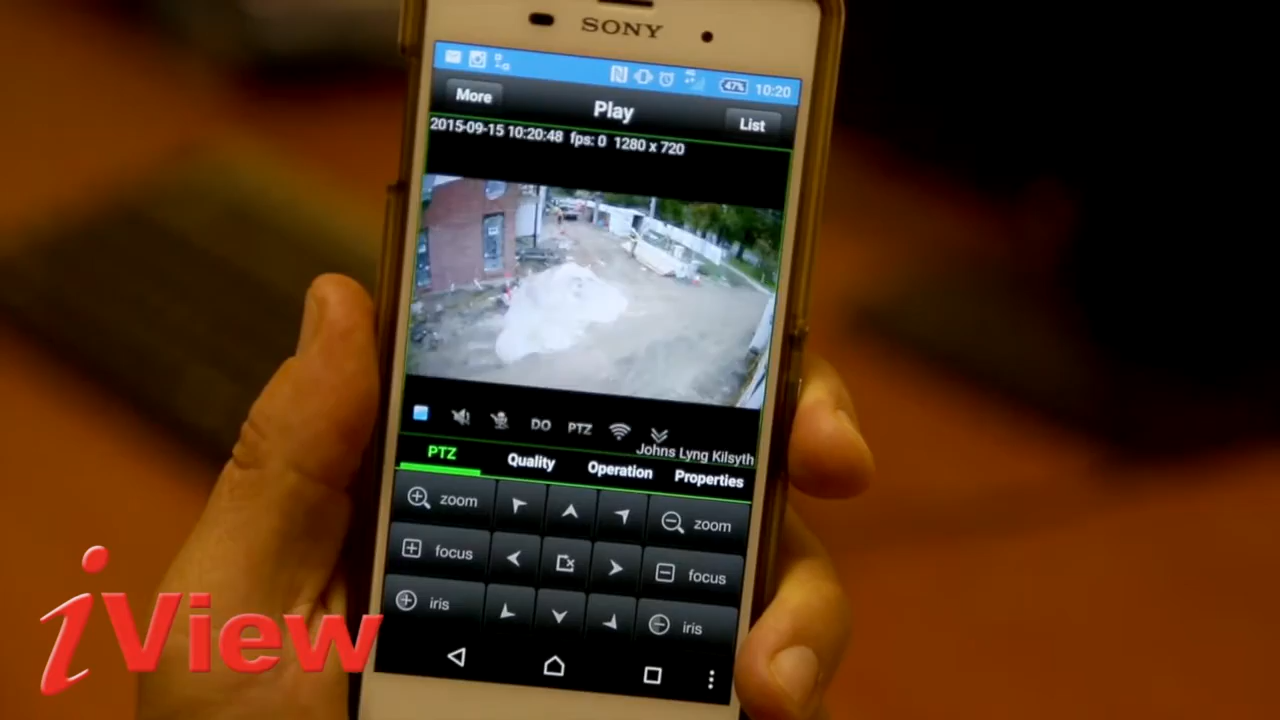 SONY
47% 10:20
More Play List
2015-09-15 10:20:48 fps: 0 1280 x 720
DO PTZ
Johns Lyng Kilsyth
PTZ Quality Operation Properties
zoom zoom
focus focus
iris iris
iView